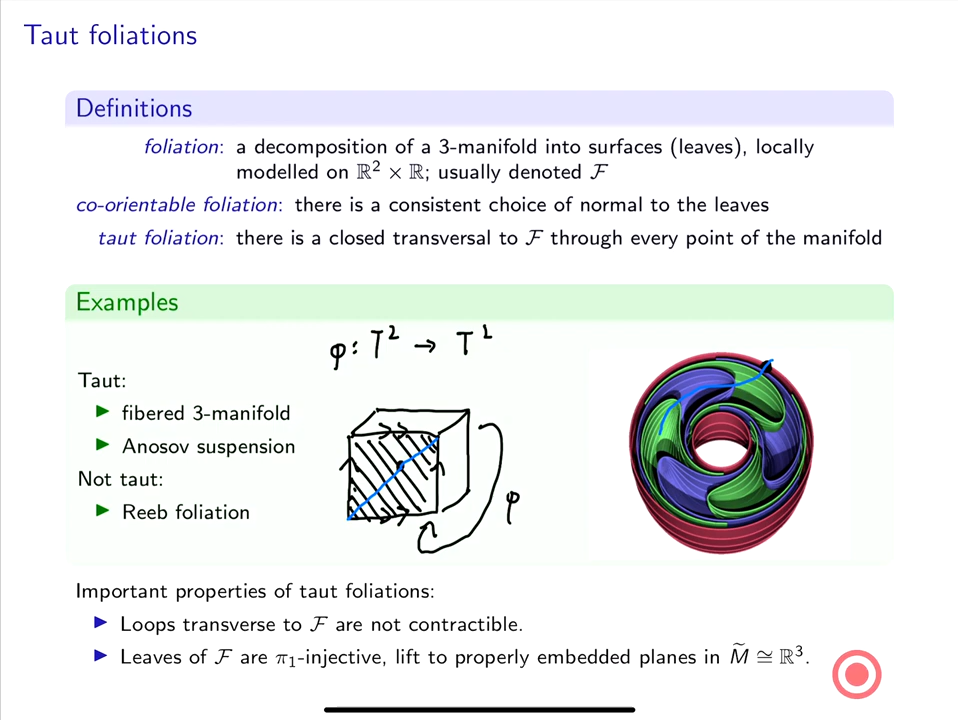 Taut foliations
Definitions
foliation: a decomposition of a 3-manifold into surfaces (leaves), locally
modelled on ℝ² × ℝ; usually denoted ℱ
co-orientable foliation: there is a consistent choice of normal to the leaves
taut foliation: there is a closed transversal to ℱ through every point of the manifold
Examples
φ: T² → T²
Taut:
▶ fibered 3-manifold
▶ Anosov suspension
Not taut:
▶ Reeb foliation
φ
Important properties of taut foliations:
▶ Loops transverse to ℱ are not contractible.
▶ Leaves of ℱ are π₁-injective, lift to properly embedded planes in M̃ ≅ ℝ³.